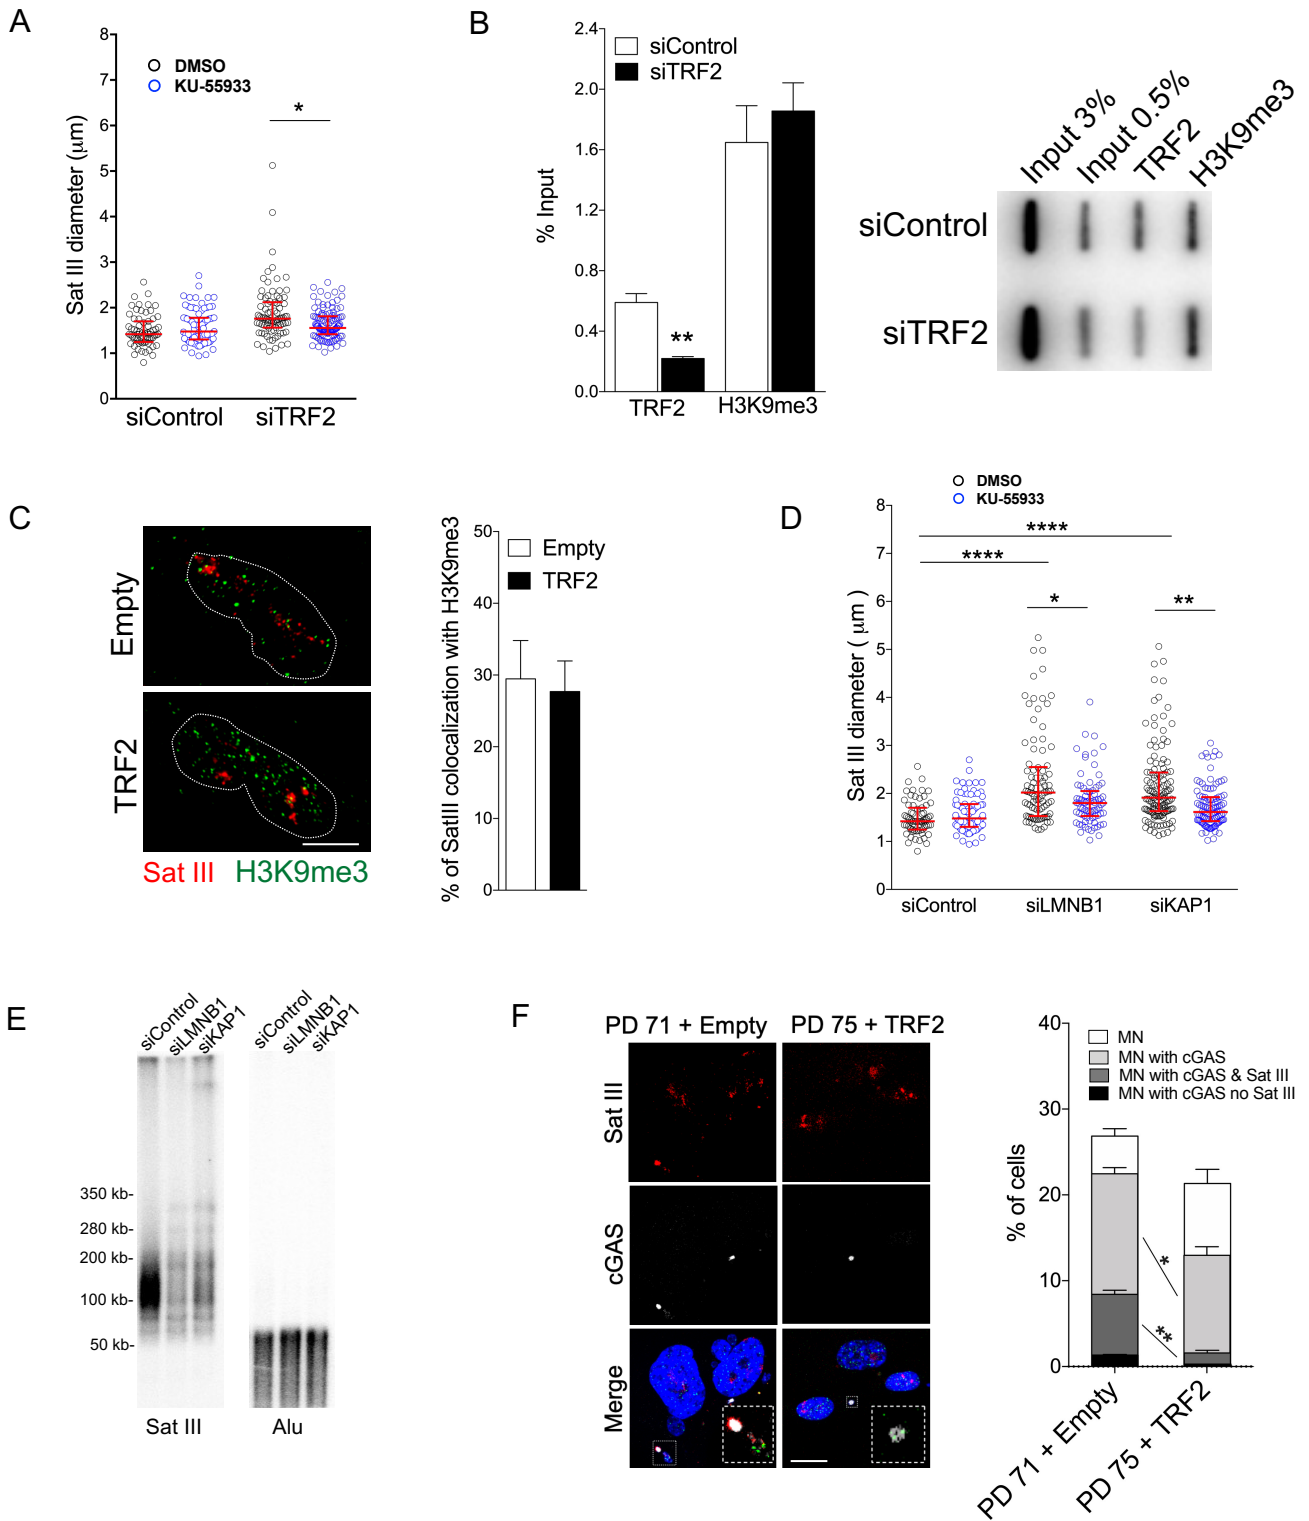 A
Sat III diameter (μm)
8
7
6
5
4
3
2
1
0
DMSO
KU-55933
*
siControl
siTRF2
B
% Input
2.4
2.0
1.6
1.2
0.8
0.4
0.0
siControl
siTRF2
**
TRF2
H3K9me3
Input 3%
Input 0.5%
TRF2
H3K9me3
siControl
siTRF2
C
Empty
TRF2
Sat III
H3K9me3
% of SatIII colocalization with H3K9me3
50
40
30
20
10
0
Empty
TRF2
D
DMSO
KU-55933
Sat III diameter ( μm)
8
7
6
5
4
3
2
1
0
****
****
*
**
siControl
siLMNB1
siKAP1
E
siControl
siLMNB1
siKAP1
siControl
siLMNB1
siKAP1
350 kb-
280 kb-
200 kb-
100 kb-
50 kb-
Sat III
Alu
F
PD 71 + Empty
PD 75 + TRF2
Sat III
cGAS
Merge
% of cells
40
30
20
10
0
MN
MN with cGAS
MN with cGAS & Sat III
MN with cGAS no Sat III
*
**
PD 71 + Empty
PD 75 + TRF2